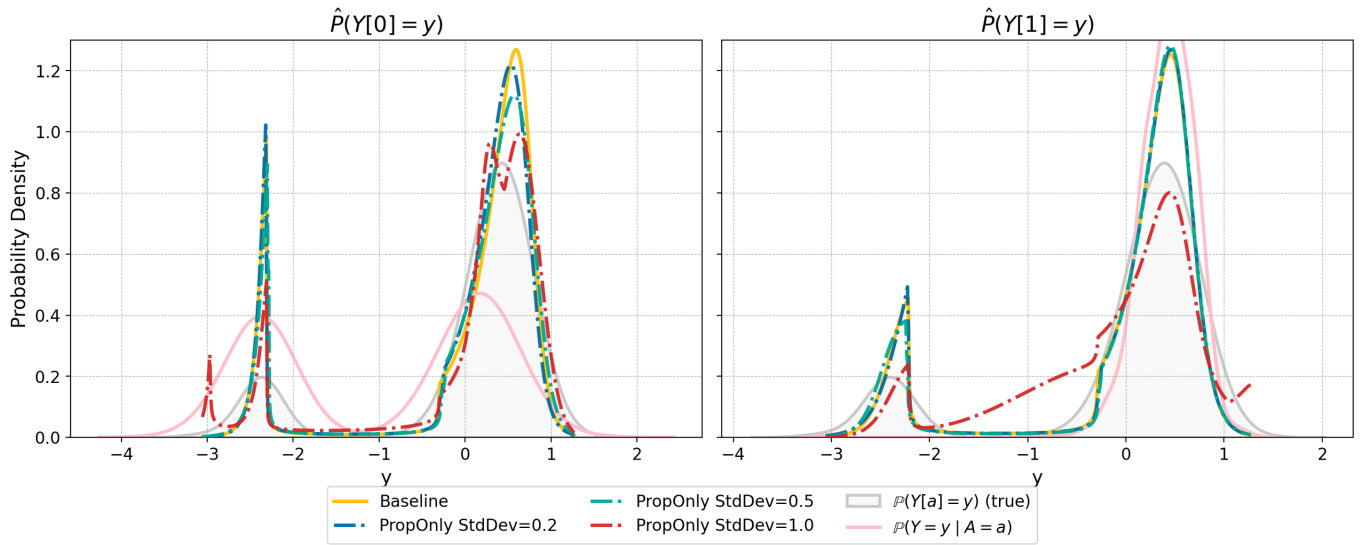 P̂(Y[0] = y)
P̂(Y[1] = y)
Probability Density
1.2
1.0
0.8
0.6
0.4
0.2
0.0
−4 −3 −2 −1 0 1 2
y
−4 −3 −2 −1 0 1 2
y
Baseline
PropOnly StdDev=0.2
PropOnly StdDev=0.5
PropOnly StdDev=1.0
ℙ(Y[a] = y) (true)
ℙ(Y = y | A = a)